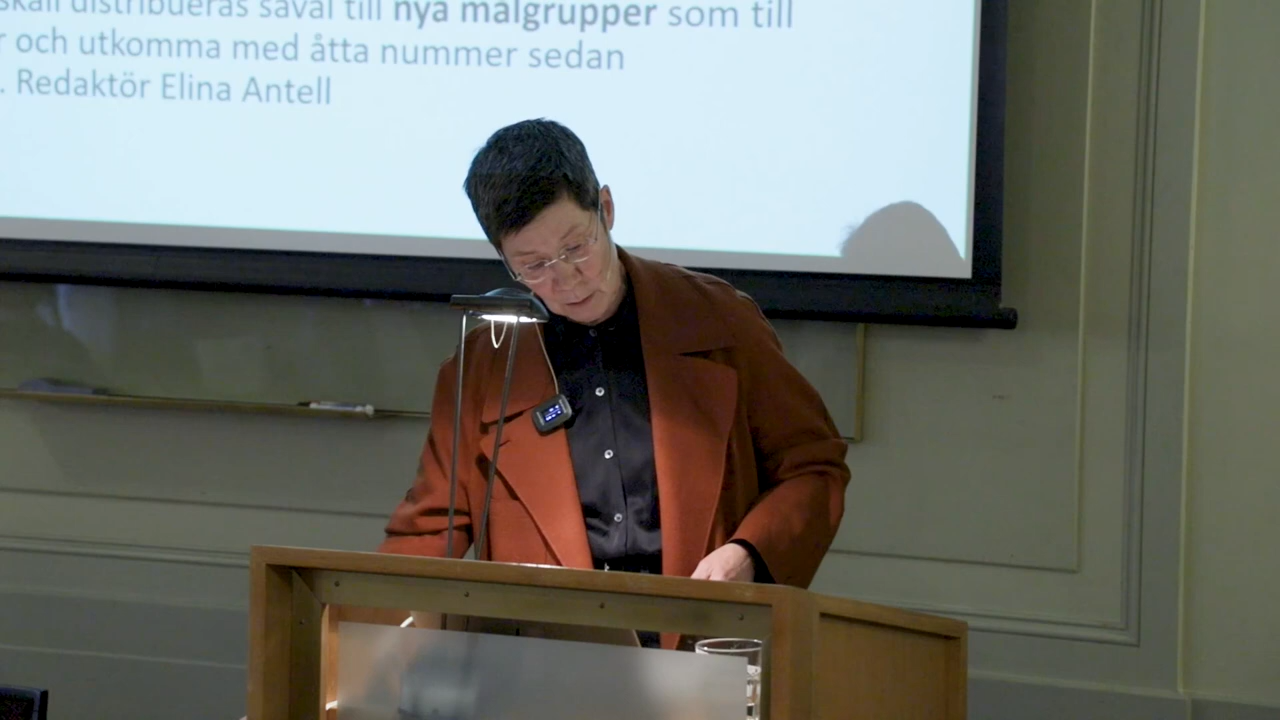 skall distribueras såväl till nya målgrupper som till
r och utkomma med åtta nummer sedan
. Redaktör Elina Antell